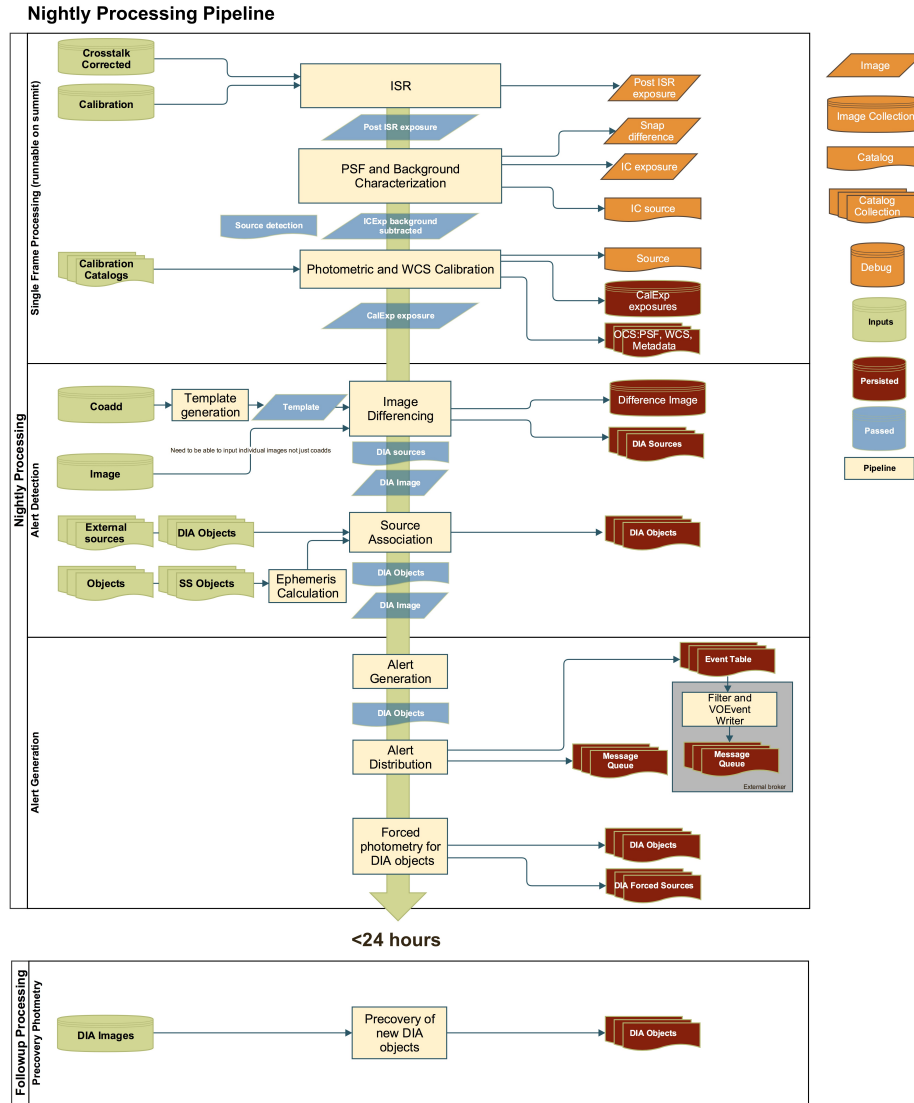 Nightly Processing Pipeline
Nightly Processing
Single Frame Processing (runnable on summit)
Crosstalk
Corrected
Calibration
ISR
Post ISR
exposure
Post ISR exposure
PSF and Background
Characterization
Snap
difference
IC exposure
IC source
Source detection
ICExp background
subtracted
Calibration
Catalogs
Photometric and WCS Calibration
Source
CalExp
exposures
OCS:PSF, WCS,
Metadata
CalExp exposure
Alert Detection
Coadd
Template
generation
Template
Image
Differencing
Difference Image
DIA Sources
Need to be able to input individual images not just coadds
Image
DIA sources
DIA Image
External
sources
DIA Objects
Source
Association
DIA Objects
Objects
SS Objects
Ephemeris
Calculation
DIA Objects
DIA Image
Alert Generation
Alert
Generation
DIA Objects
Alert
Distribution
Event Table
Filter and
VOEvent
Writer
Message
Queue
Message
Queue
External broker
Forced
photometry for
DIA objects
DIA Objects
DIA Forced Sources
<24 hours
Followup Processing
Precovery Photmetry
DIA Images
Precovery of
new DIA
objects
DIA Objects
Image
Image Collection
Catalog
Catalog
Collection
Debug
Inputs
Persisted
Passed
Pipeline